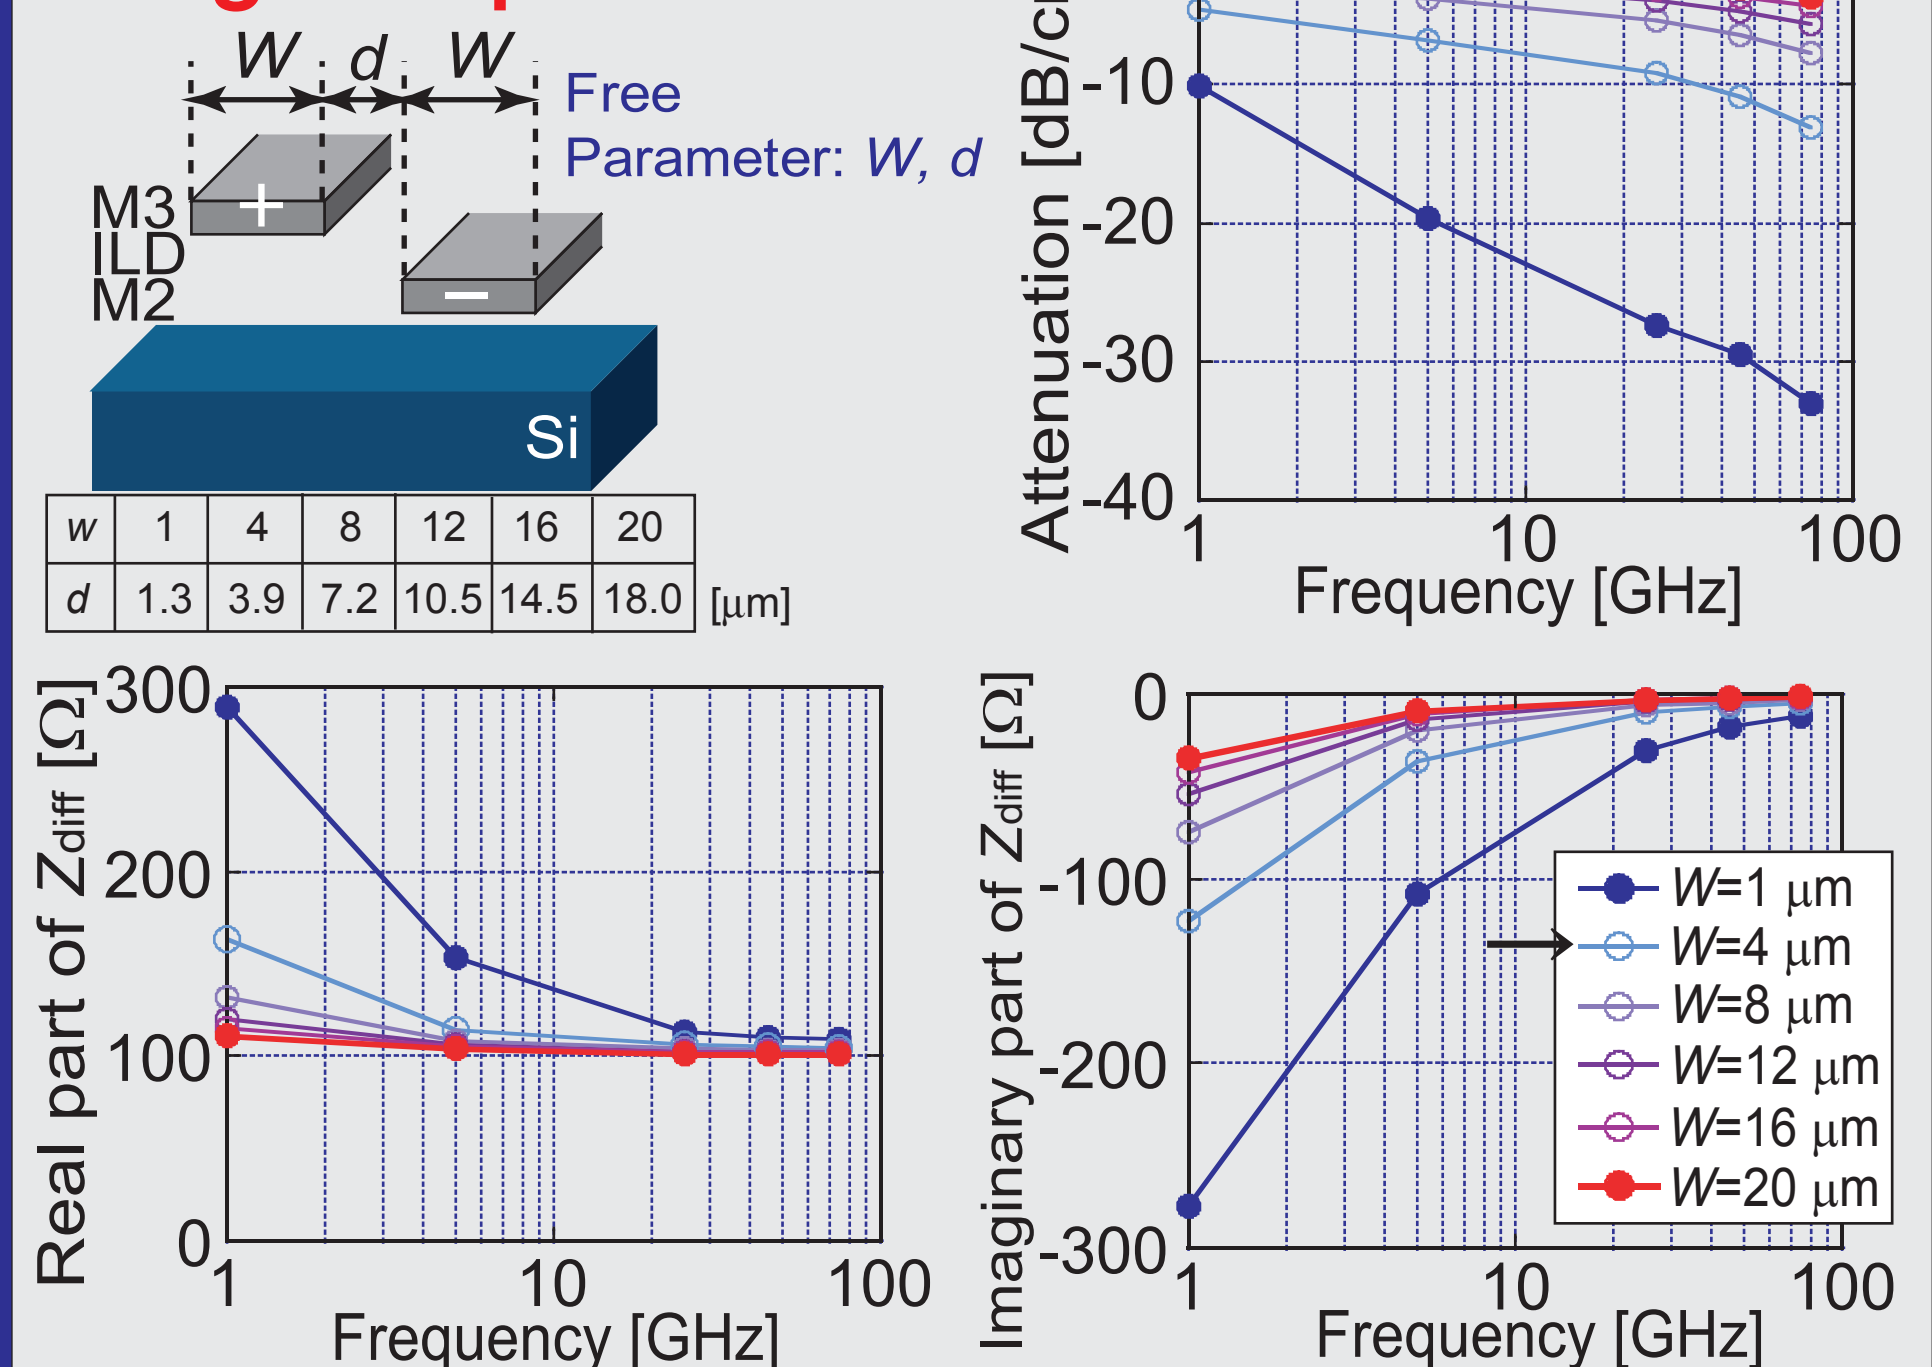 W d W
Free
Parameter: W, d
M3
ILD
M2
+
−
Si
w 1 4 8 12 16 20
d 1.3 3.9 7.2 10.5 14.5 18.0 [μm]
Attenuation [dB/c
-10
-20
-30
-40
1 10 100
Frequency [GHz]
Real part of Zdiff [Ω]
300
200
100
0
1 10 100
Frequency [GHz]
Imaginary part of Zdiff [Ω]
0
-100
-200
-300
1 10 100
Frequency [GHz]
W=1 μm
W=4 μm
W=8 μm
W=12 μm
W=16 μm
W=20 μm